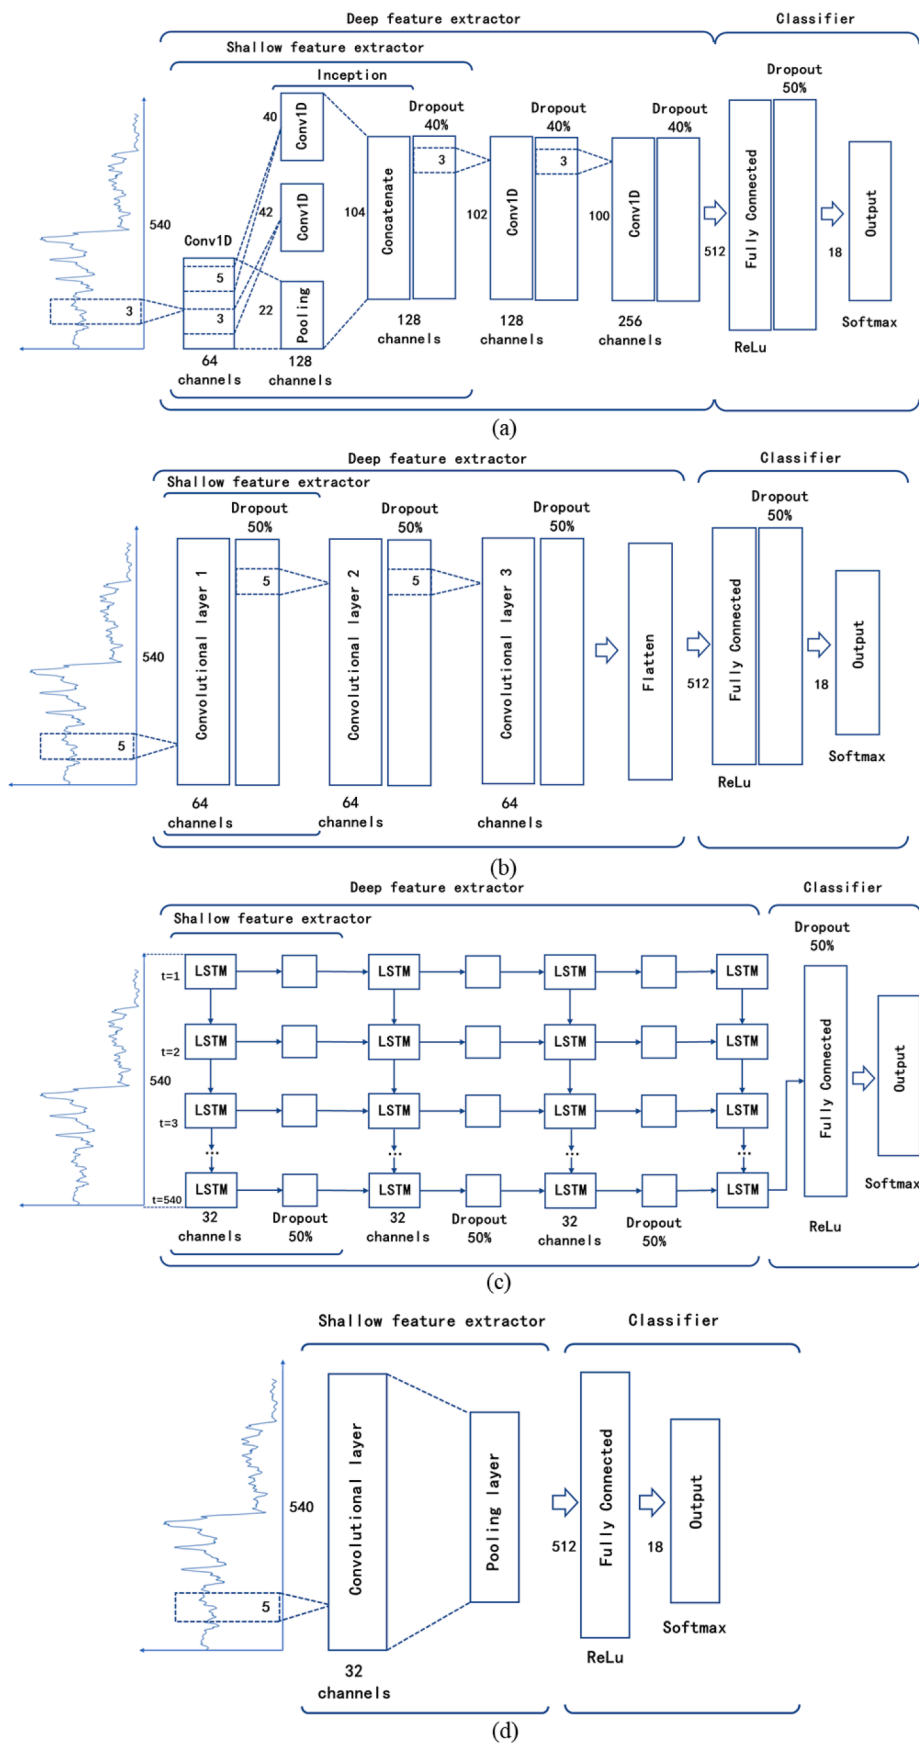 Deep feature extractor
Classifier
Shallow feature extractor
Inception
Dropout
50%
Dropout
40%
Dropout
40%
Dropout
40%
40
Conv1D
3
3
540
42
Conv1D
104
Concatenate
102
Conv1D
100
Conv1D
512
Fully Connected
18
Output
Conv1D
5
3
3
22
Pooling
64
channels
128
channels
128
channels
128
channels
256
channels
ReLu
Softmax
(a)
Deep feature extractor
Classifier
Shallow feature extractor
Dropout
50%
Dropout
50%
Dropout
50%
Dropout
50%
540
5
Convolutional layer 1
5
Convolutional layer 2
5
Convolutional layer 3
Flatten
512
Fully Connected
18
Output
64
channels
64
channels
64
channels
ReLu
Softmax
(b)
Deep feature extractor
Classifier
Shallow feature extractor
Dropout
50%
t=1
LSTM
LSTM
LSTM
LSTM
t=2
LSTM
LSTM
LSTM
LSTM
540
t=3
LSTM
LSTM
LSTM
LSTM
...
...
...
...
t=540
LSTM
LSTM
LSTM
LSTM
Fully Connected
Output
32
channels
Dropout
50%
32
channels
Dropout
50%
32
channels
Dropout
50%
ReLu
Softmax
(c)
Shallow feature extractor
Classifier
540
5
Convolutional layer
Pooling layer
512
Fully Connected
18
Output
32
channels
ReLu
Softmax
(d)